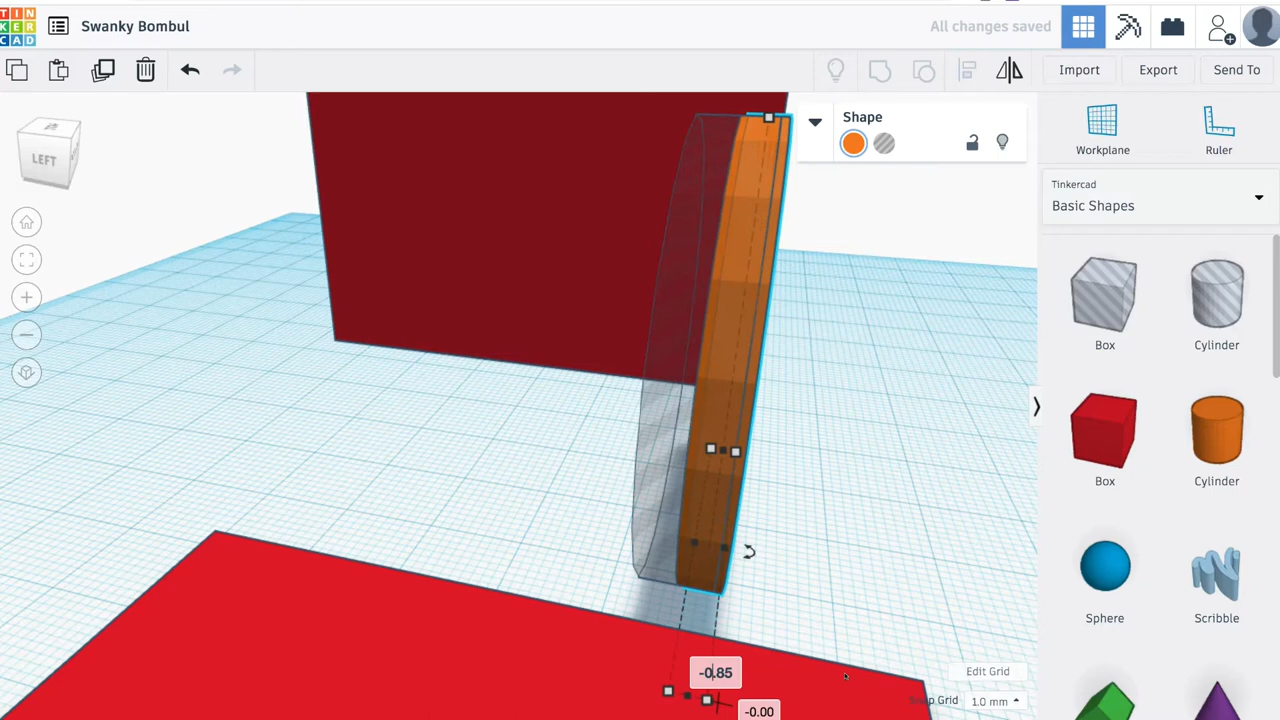 TIN
KER
CAD
Swanky Bombul
All changes saved
Import
Export
Send To
LEFT
Shape
Workplane
Ruler
Tinkercad
Basic Shapes
Box
Cylinder
Box
Cylinder
Sphere
Scribble
-0.85
-0.00
Edit Grid
Snap Grid
1.0 mm